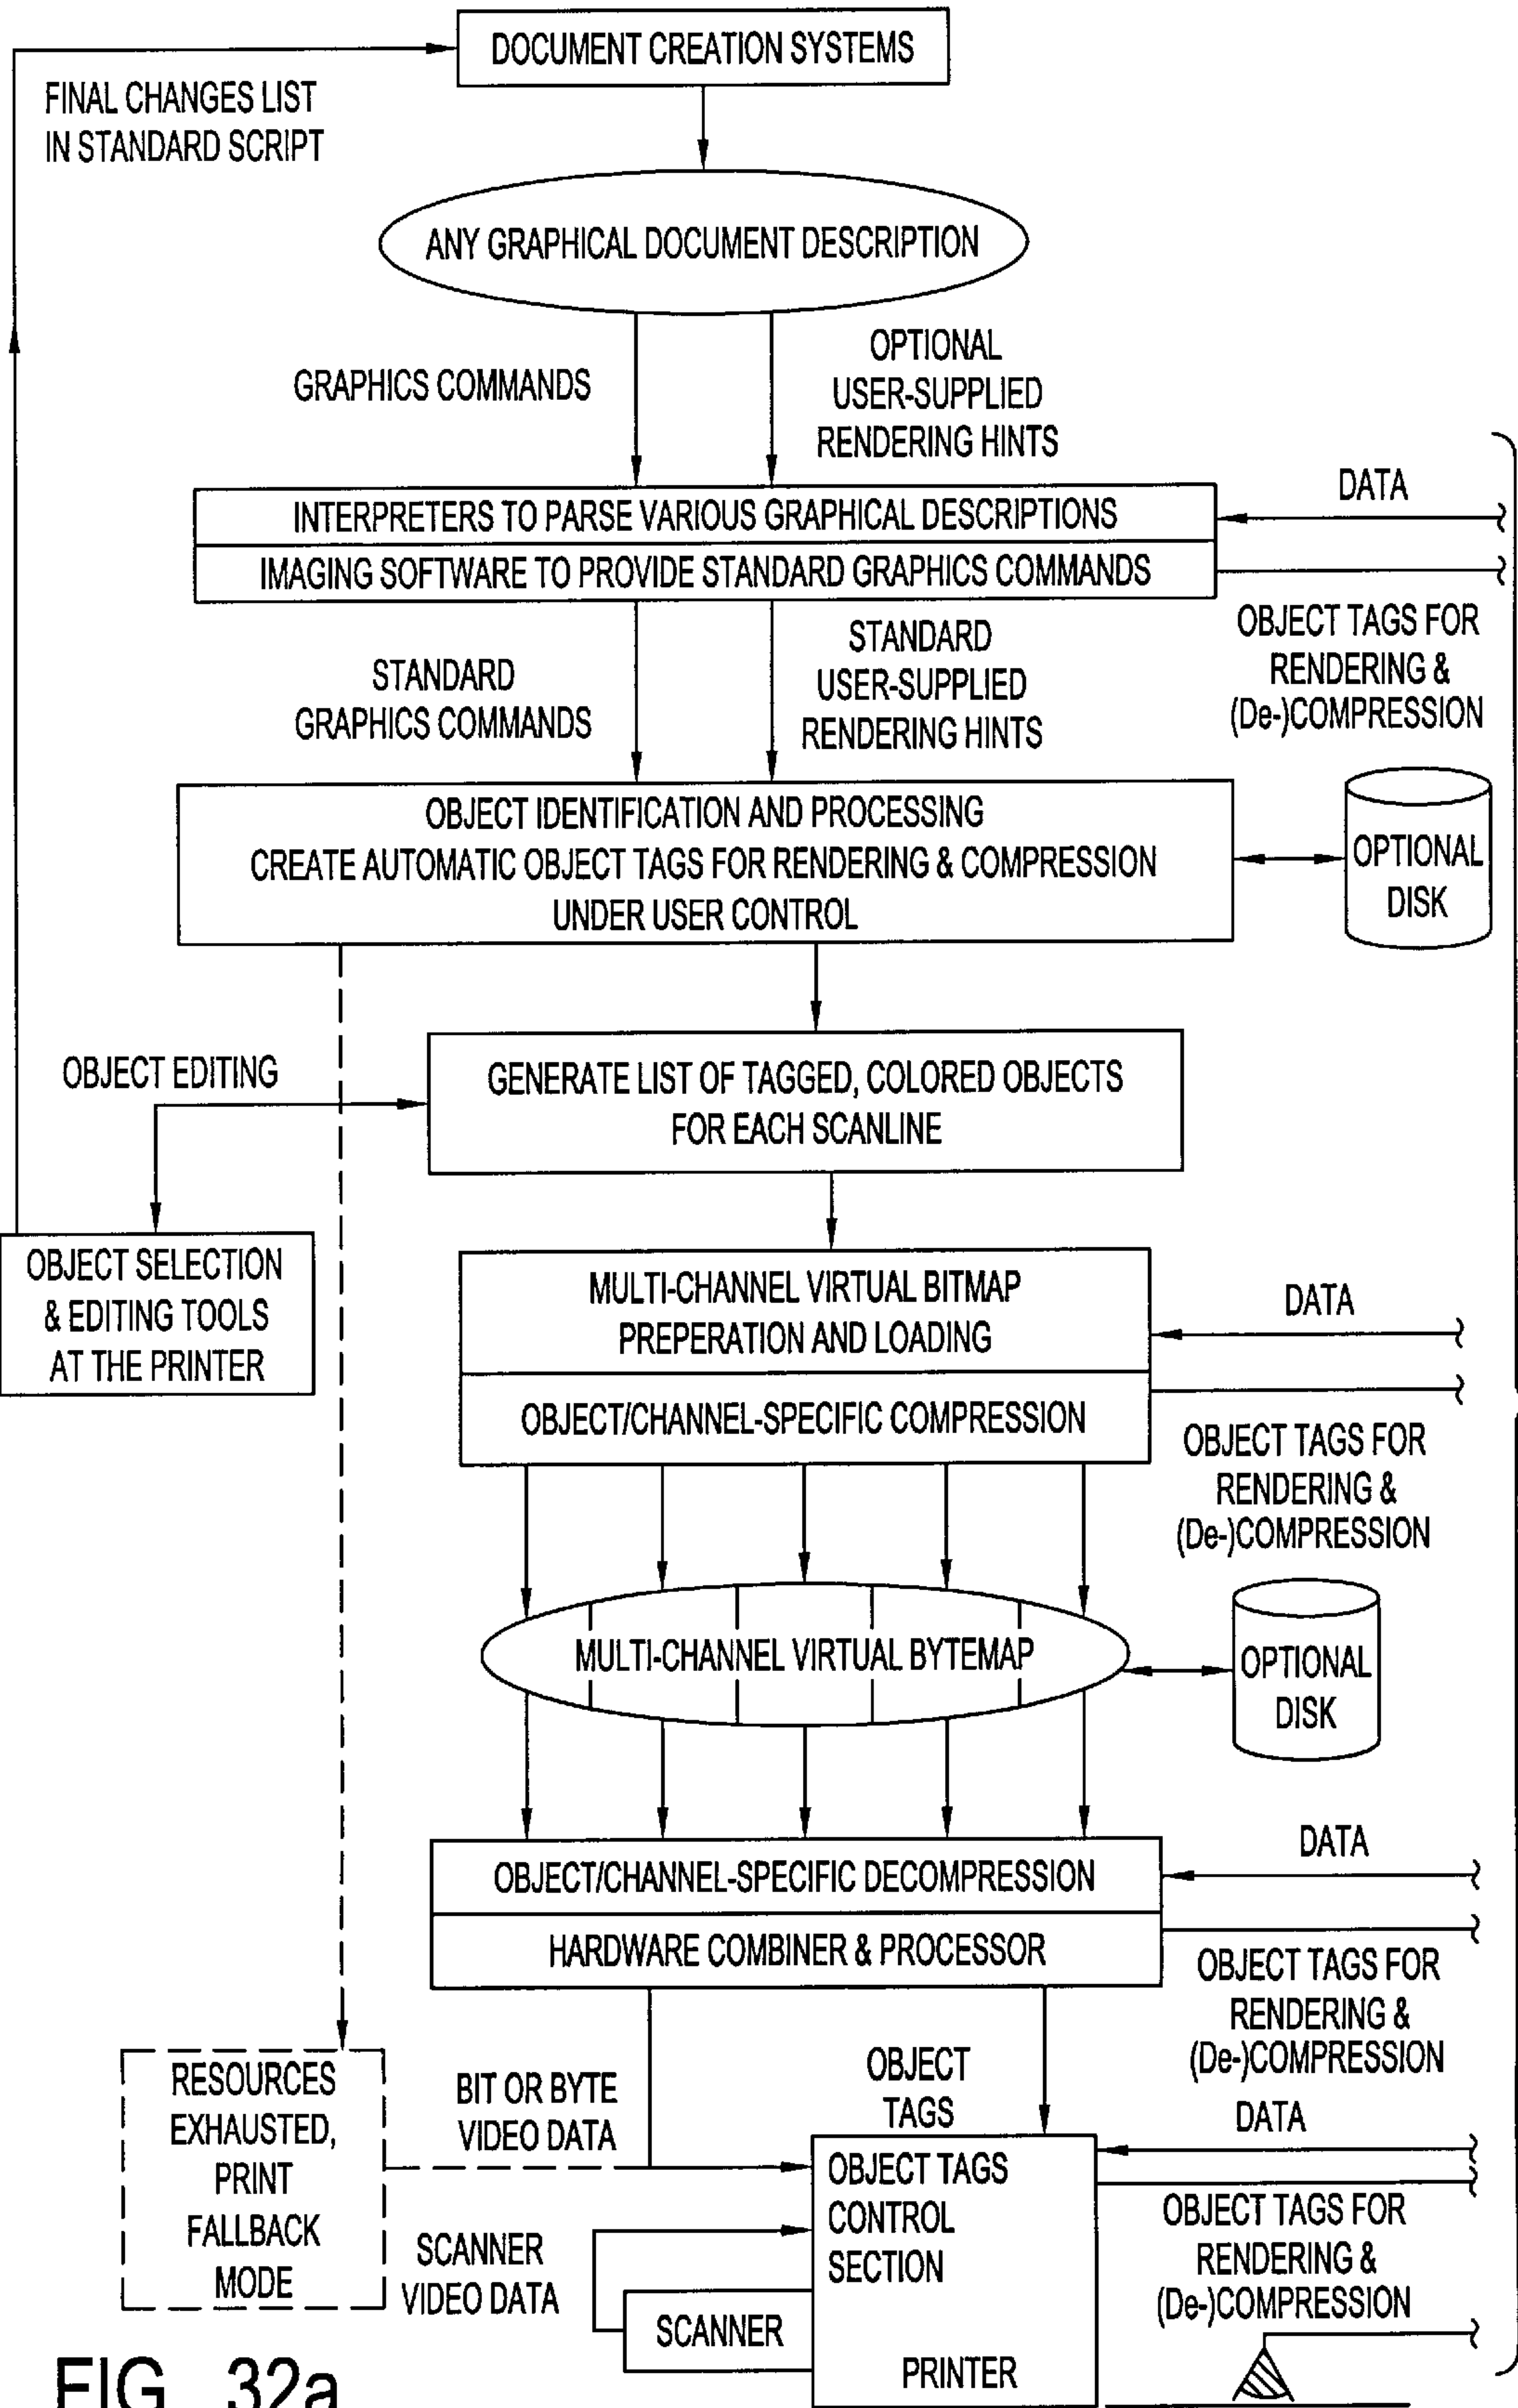 DOCUMENT CREATION SYSTEMS
FINAL CHANGES LIST
IN STANDARD SCRIPT
ANY GRAPHICAL DOCUMENT DESCRIPTION
GRAPHICS COMMANDS
OPTIONAL
USER-SUPPLIED
RENDERING HINTS
DATA
INTERPRETERS TO PARSE VARIOUS GRAPHICAL DESCRIPTIONS
IMAGING SOFTWARE TO PROVIDE STANDARD GRAPHICS COMMANDS
OBJECT TAGS FOR
RENDERING &
(De-)COMPRESSION
STANDARD
GRAPHICS COMMANDS
STANDARD
USER-SUPPLIED
RENDERING HINTS
OBJECT IDENTIFICATION AND PROCESSING
CREATE AUTOMATIC OBJECT TAGS FOR RENDERING & COMPRESSION
UNDER USER CONTROL
OPTIONAL
DISK
OBJECT EDITING
GENERATE LIST OF TAGGED, COLORED OBJECTS
FOR EACH SCANLINE
OBJECT SELECTION
& EDITING TOOLS
AT THE PRINTER
MULTI-CHANNEL VIRTUAL BITMAP
PREPERATION AND LOADING
DATA
OBJECT/CHANNEL-SPECIFIC COMPRESSION
OBJECT TAGS FOR
RENDERING &
(De-)COMPRESSION
MULTI-CHANNEL VIRTUAL BYTEMAP
OPTIONAL
DISK
DATA
OBJECT/CHANNEL-SPECIFIC DECOMPRESSION
HARDWARE COMBINER & PROCESSOR
OBJECT TAGS FOR
RENDERING &
(De-)COMPRESSION
RESOURCES
EXHAUSTED,
PRINT
FALLBACK
MODE
BIT OR BYTE
VIDEO DATA
OBJECT
TAGS
DATA
OBJECT TAGS
CONTROL
SECTION
OBJECT TAGS FOR
RENDERING &
(De-)COMPRESSION
SCANNER
VIDEO DATA
SCANNER
PRINTER
FIG. 32a